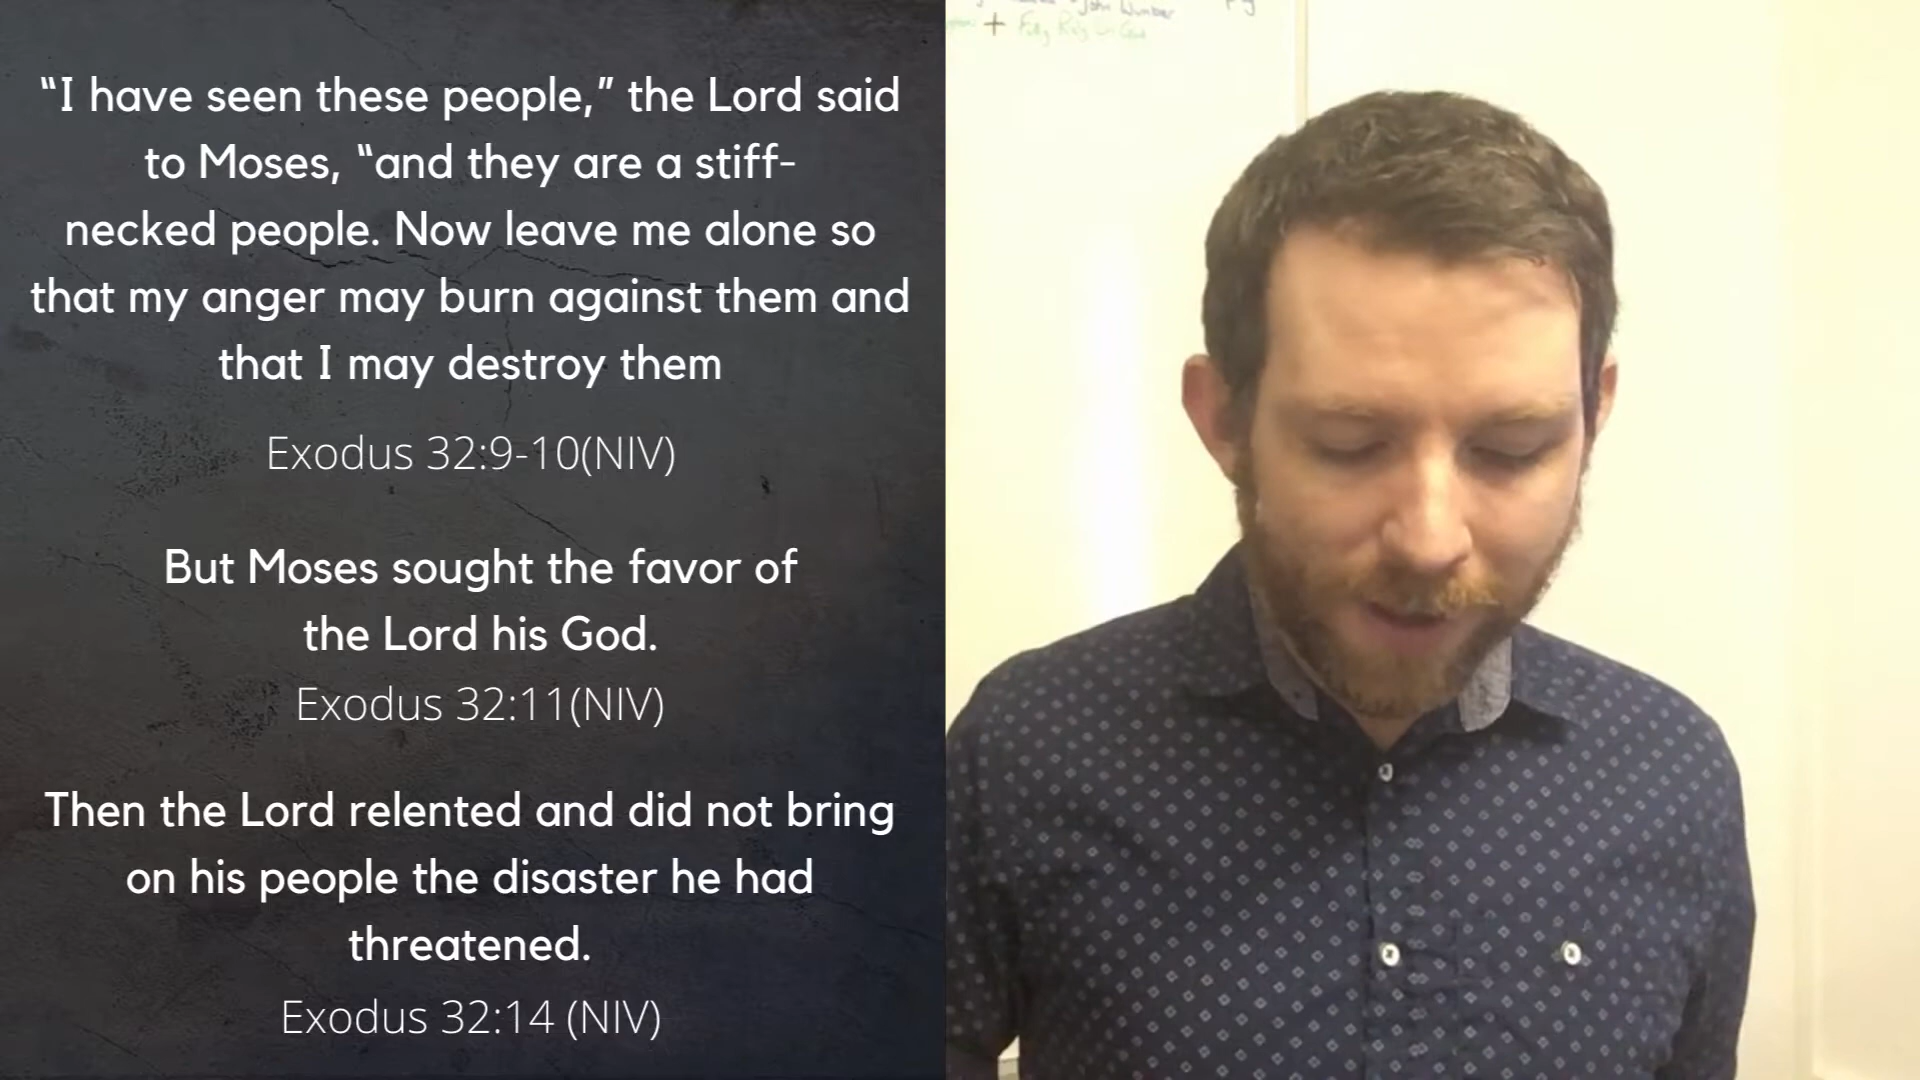 “I have seen these people,” the Lord said
to Moses, “and they are a stiff-
necked people. Now leave me alone so
that my anger may burn against them and
that I may destroy them
Exodus 32:9-10(NIV)
But Moses sought the favor of
the Lord his God.
Exodus 32:11(NIV)
Then the Lord relented and did not bring
on his people the disaster he had
threatened.
Exodus 32:14 (NIV)
John Wimber
+